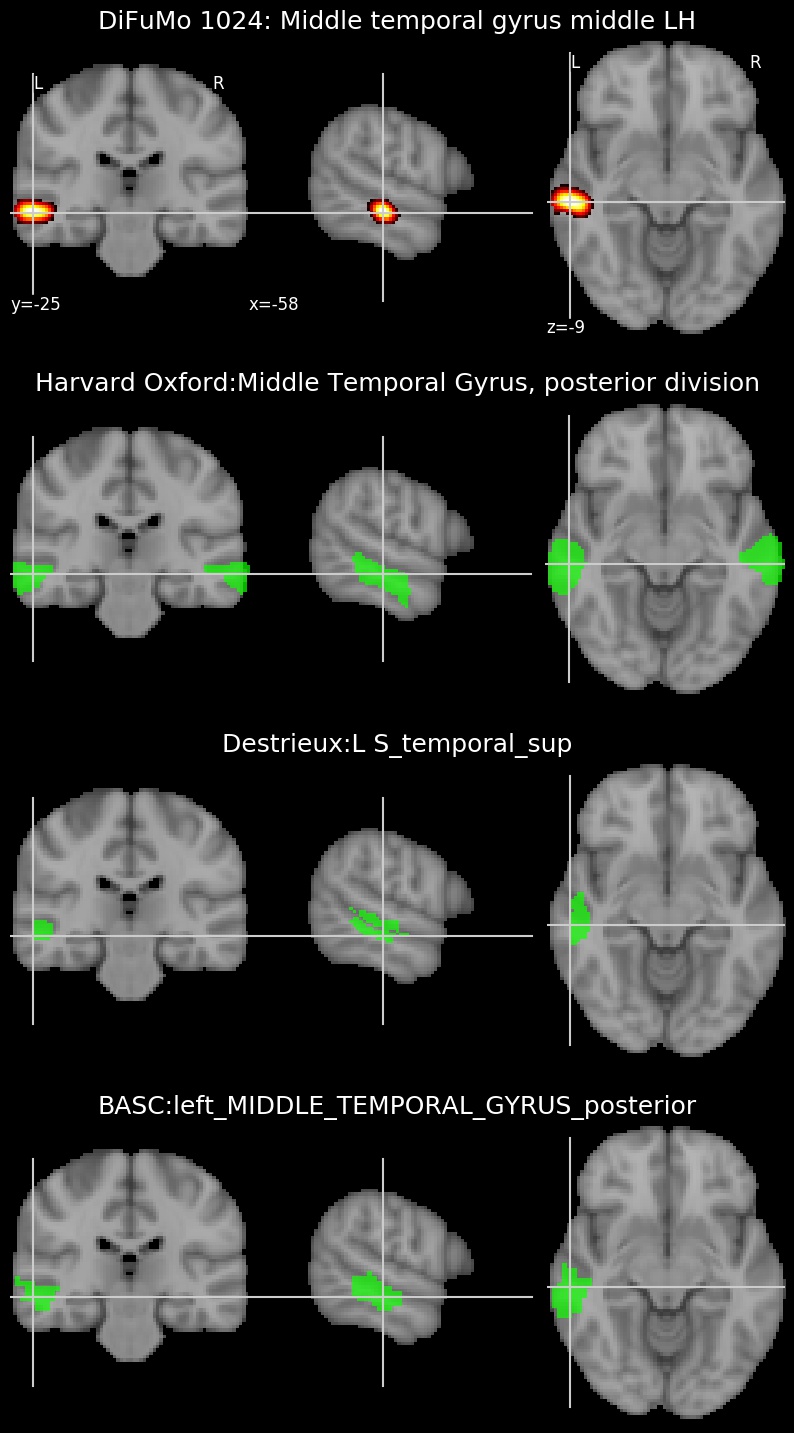 DiFuMo 1024: Middle temporal gyrus middle LH
L R L R
y=-25 x=-58 z=-9
Harvard Oxford:Middle Temporal Gyrus, posterior division
Destrieux:L S_temporal_sup
BASC:left_MIDDLE_TEMPORAL_GYRUS_posterior